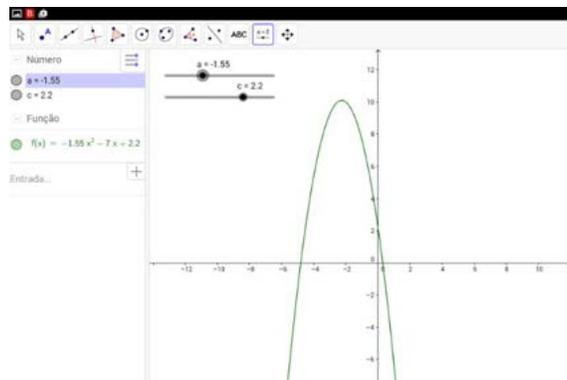 ABC a=2
Número
a = -1.55
c = 2.2
Função
f(x) = −1.55 x² − 7 x + 2.2
Entrada...
a = -1.55
c = 2.2
12
10
8
6
4
2
0
-12 -10 -8 -6 -4 -2 0 2 4 6 8 10
-2
-4
-6